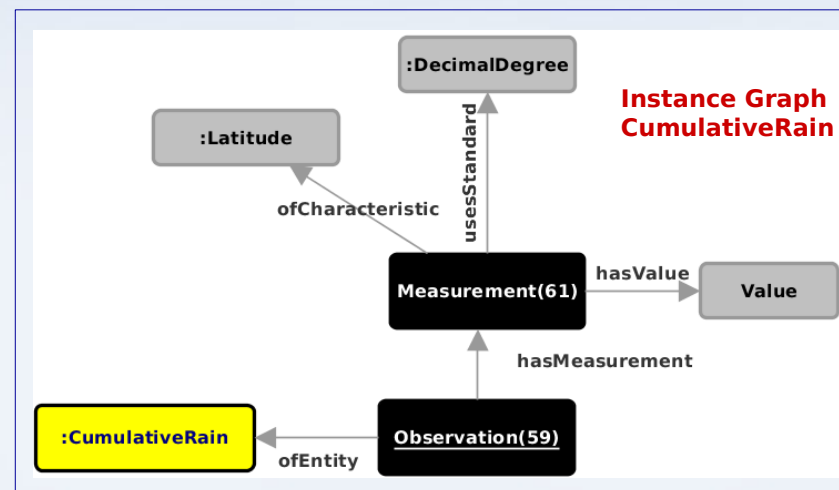 :DecimalDegree
Instance Graph
CumulativeRain
:Latitude
usesStandard
ofCharacteristic
Measurement(61)
hasValue
Value
hasMeasurement
:CumulativeRain
ofEntity
Observation(59)